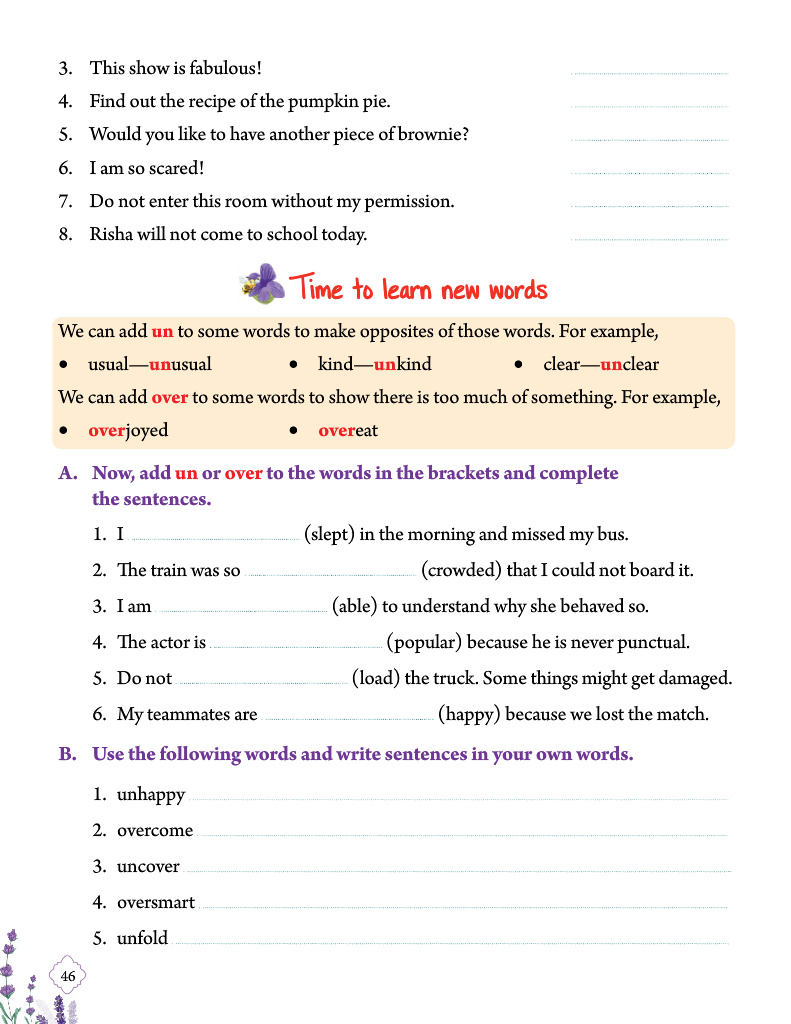 3. This show is fabulous!
4. Find out the recipe of the pumpkin pie.
5. Would you like to have another piece of brownie?
6. I am so scared!
7. Do not enter this room without my permission.
8. Risha will not come to school today.
Time to learn new words
We can add un to some words to make opposites of those words. For example,
• usual—unusual • kind—unkind • clear—unclear
We can add over to some words to show there is too much of something. For example,
• overjoyed • overeat
A. Now, add un or over to the words in the brackets and complete
the sentences.
1. I (slept) in the morning and missed my bus.
2. The train was so (crowded) that I could not board it.
3. I am (able) to understand why she behaved so.
4. The actor is (popular) because he is never punctual.
5. Do not (load) the truck. Some things might get damaged.
6. My teammates are (happy) because we lost the match.
B. Use the following words and write sentences in your own words.
1. unhappy
2. overcome
3. uncover
4. oversmart
5. unfold
46